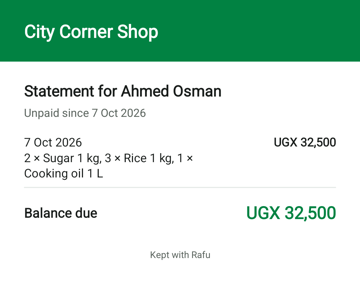 City Corner Shop
Statement for Ahmed Osman
Unpaid since 7 Oct 2026
7 Oct 2026 UGX 32,500
2 × Sugar 1 kg, 3 × Rice 1 kg, 1 ×
Cooking oil 1 L
Balance due UGX 32,500
Kept with Rafu